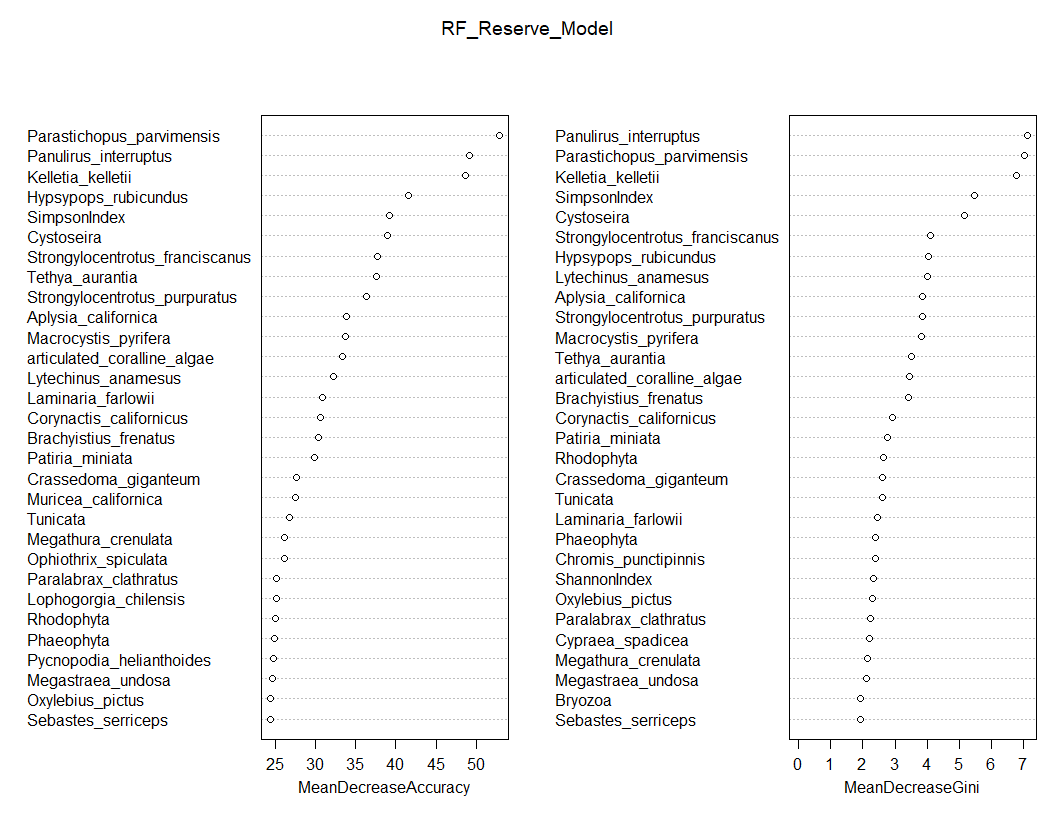 RF_Reserve_Model
Parastichopus_parvimensis
Panulirus_interruptus
Kelletia_kelletii
Hypsypops_rubicundus
SimpsonIndex
Cystoseira
Strongylocentrotus_franciscanus
Tethya_aurantia
Strongylocentrotus_purpuratus
Aplysia_californica
Macrocystis_pyrifera
articulated_coralline_algae
Lytechinus_anamesus
Laminaria_farlowii
Corynactis_californicus
Brachyistius_frenatus
Patiria_miniata
Crassedoma_giganteum
Muricea_californica
Tunicata
Megathura_crenulata
Ophiothrix_spiculata
Paralabrax_clathratus
Lophogorgia_chilensis
Rhodophyta
Phaeophyta
Pycnopodia_helianthoides
Megastraea_undosa
Oxylebius_pictus
Sebastes_serriceps
25 30 35 40 45 50
MeanDecreaseAccuracy
Panulirus_interruptus
Parastichopus_parvimensis
Kelletia_kelletii
SimpsonIndex
Cystoseira
Strongylocentrotus_franciscanus
Hypsypops_rubicundus
Lytechinus_anamesus
Aplysia_californica
Strongylocentrotus_purpuratus
Macrocystis_pyrifera
Tethya_aurantia
articulated_coralline_algae
Brachyistius_frenatus
Corynactis_californicus
Patiria_miniata
Rhodophyta
Crassedoma_giganteum
Tunicata
Laminaria_farlowii
Phaeophyta
Chromis_punctipinnis
ShannonIndex
Oxylebius_pictus
Paralabrax_clathratus
Cypraea_spadicea
Megathura_crenulata
Megastraea_undosa
Bryozoa
Sebastes_serriceps
0 1 2 3 4 5 6 7
MeanDecreaseGini